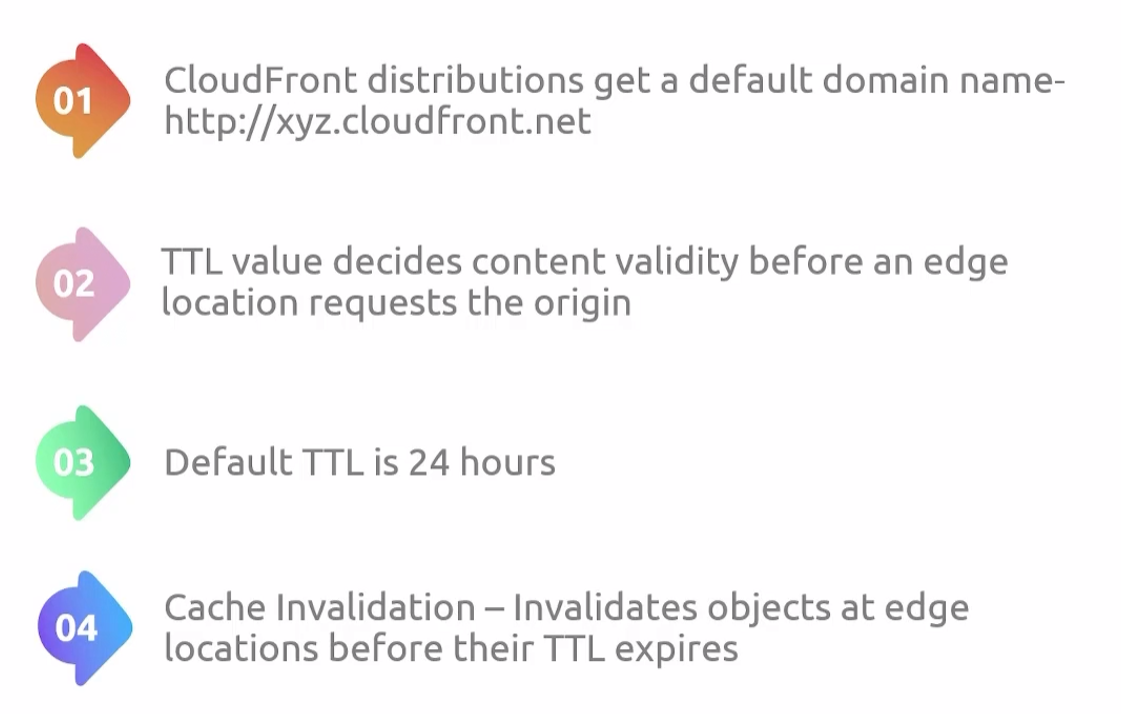 01
CloudFront distributions get a default domain name-
http://xyz.cloudfront.net
02
TTL value decides content validity before an edge
location requests the origin
03
Default TTL is 24 hours
04
Cache Invalidation – Invalidates objects at edge
locations before their TTL expires